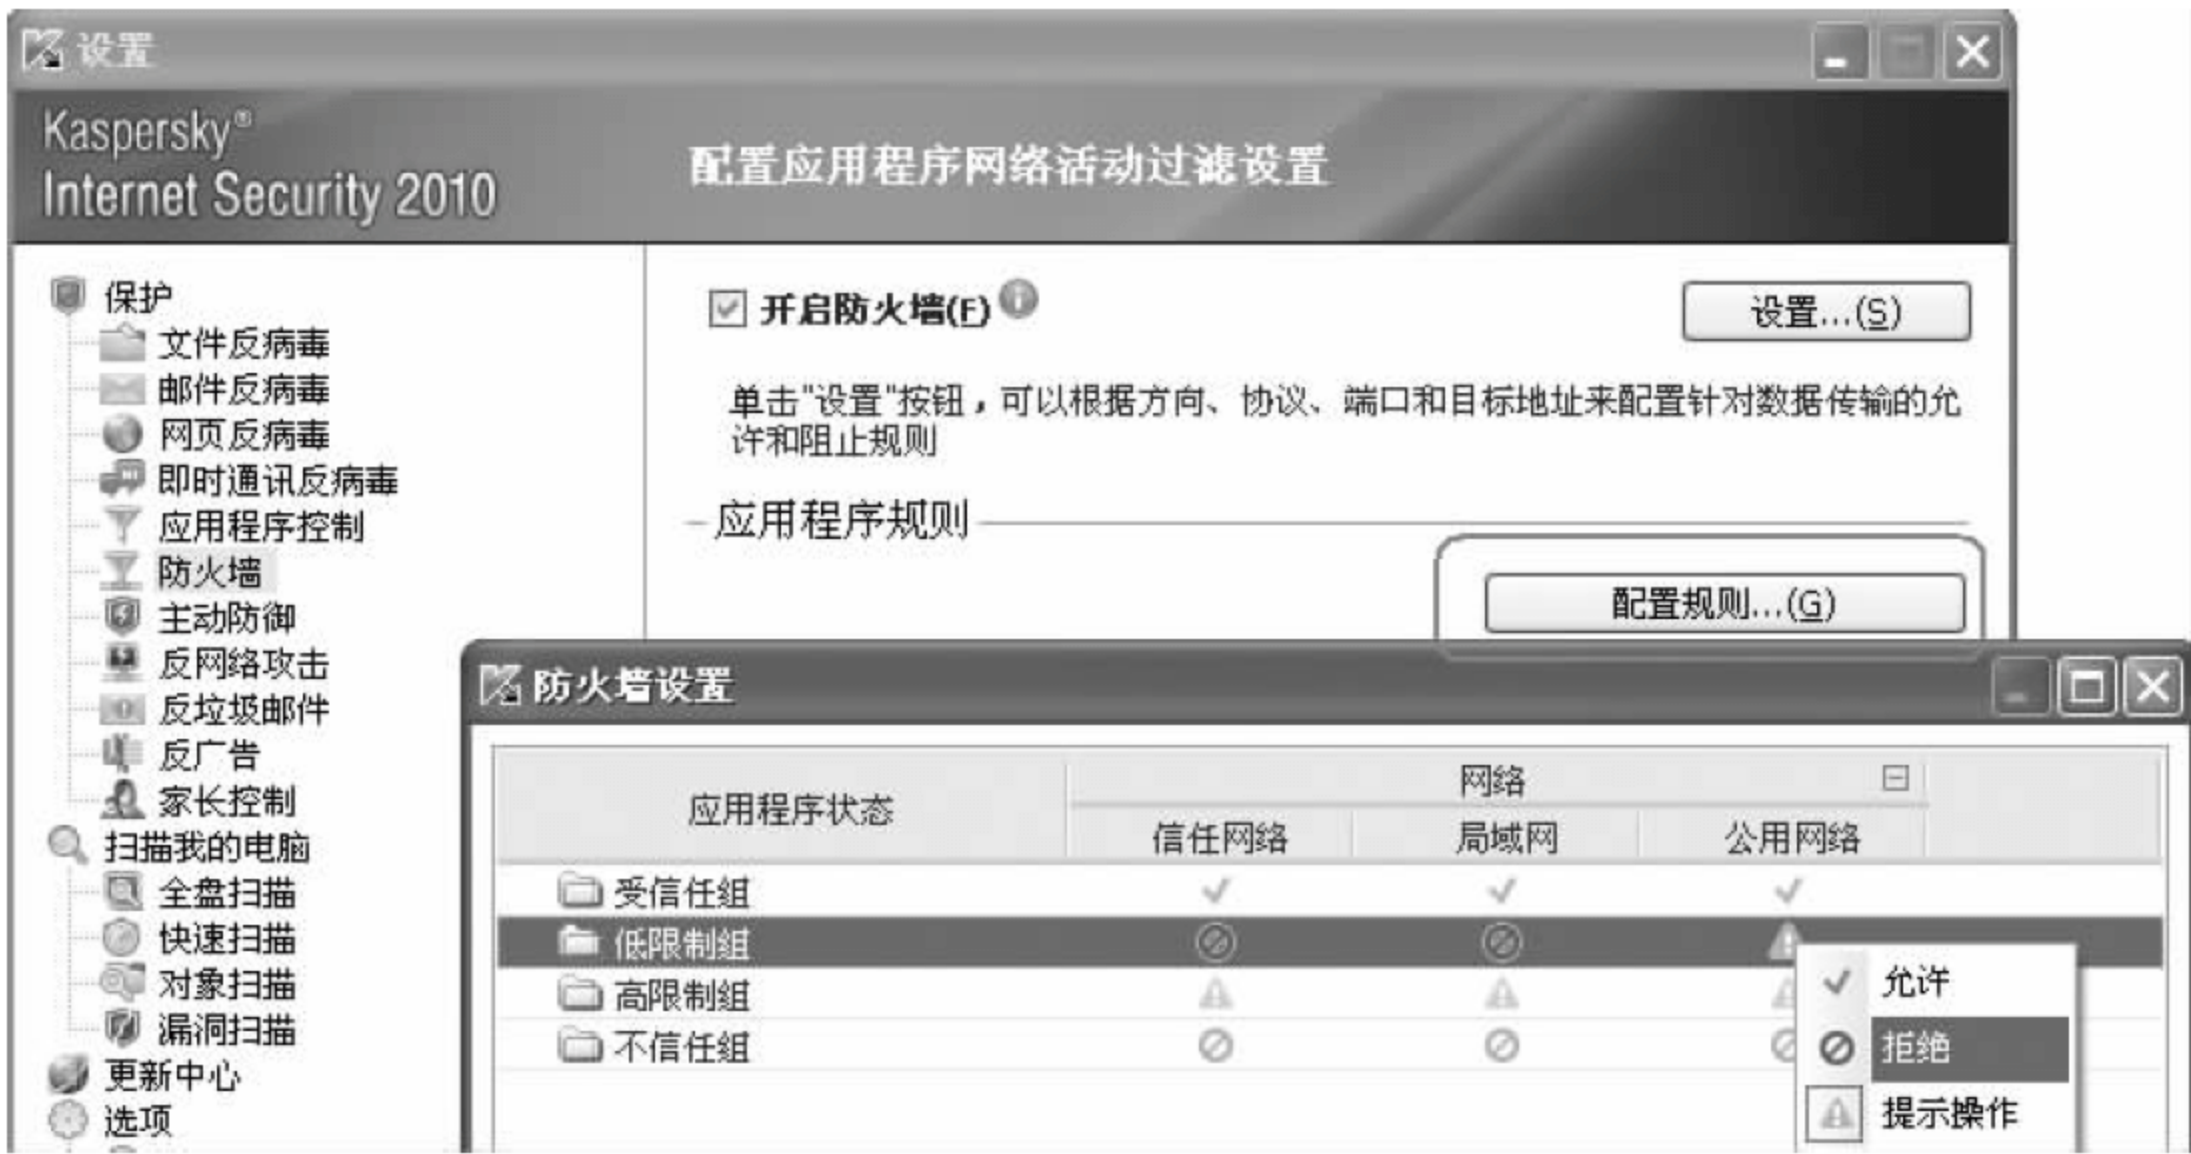 设置
Kaspersky®
Internet Security 2010
配置应用程序网络活动过滤设置
保护
文件反病毒
邮件反病毒
网页反病毒
即时通讯反病毒
应用程序控制
防火墙
主动防御
反网络攻击
反垃圾邮件
反广告
家长控制
扫描我的电脑
全盘扫描
快速扫描
对象扫描
漏洞扫描
更新中心
选项
开启防火墙(F)
设置...(S)
单击"设置"按钮，可以根据方向、协议、端口和目标地址来配置针对数据传输的允
许和阻止规则
应用程序规则
配置规则...(G)
防火墙设置
应用程序状态
网络
信任网络 局域网 公用网络
受信任组
低限制组
高限制组
不信任组
允许
拒绝
提示操作